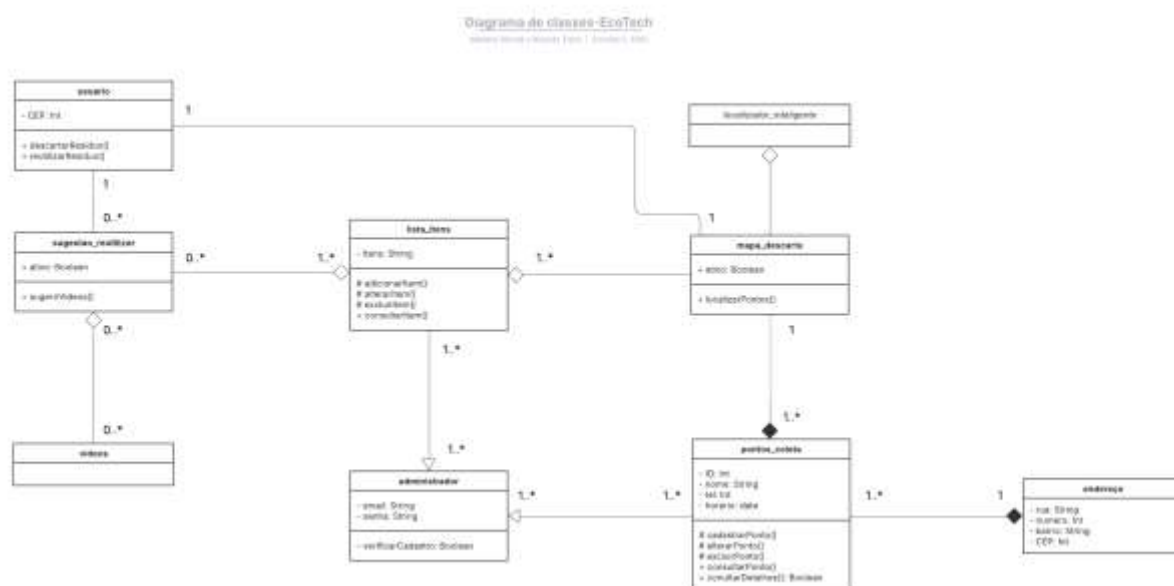 Diagrama de classes-EcoTech
usuario
- CEP: Int
+ descartarResiduo()
+ reutilizarResiduo()
1
1
0..*
sugestao_reutilizar
+ ativo: Boolean
+ sugerirVideos()
0..*
1..*
0..*
0..*
videos
lista_itens
- itens: String
# adicionarItem()
# alterarItem()
# excluirItem()
+ consultarItem()
1..*
1..*
1..*
administrador
- email: String
- senha: String
- verificarCadastro: Boolean
1..*
1..*
localizador_inteligente
1
mapa_descarte
+ ativo: Boolean
+ localizarPontos()
1
1..*
pontos_coleta
- ID: Int
- nome: String
- tel: Int
- horario: date
# cadastrarPonto()
# alterarPonto()
# excluirPonto()
+ consultarPonto()
+ consultarDetalhes(): Boolean
1..*
1
endereço
- rua: String
- numero: Int
- bairro: String
- CEP: Int